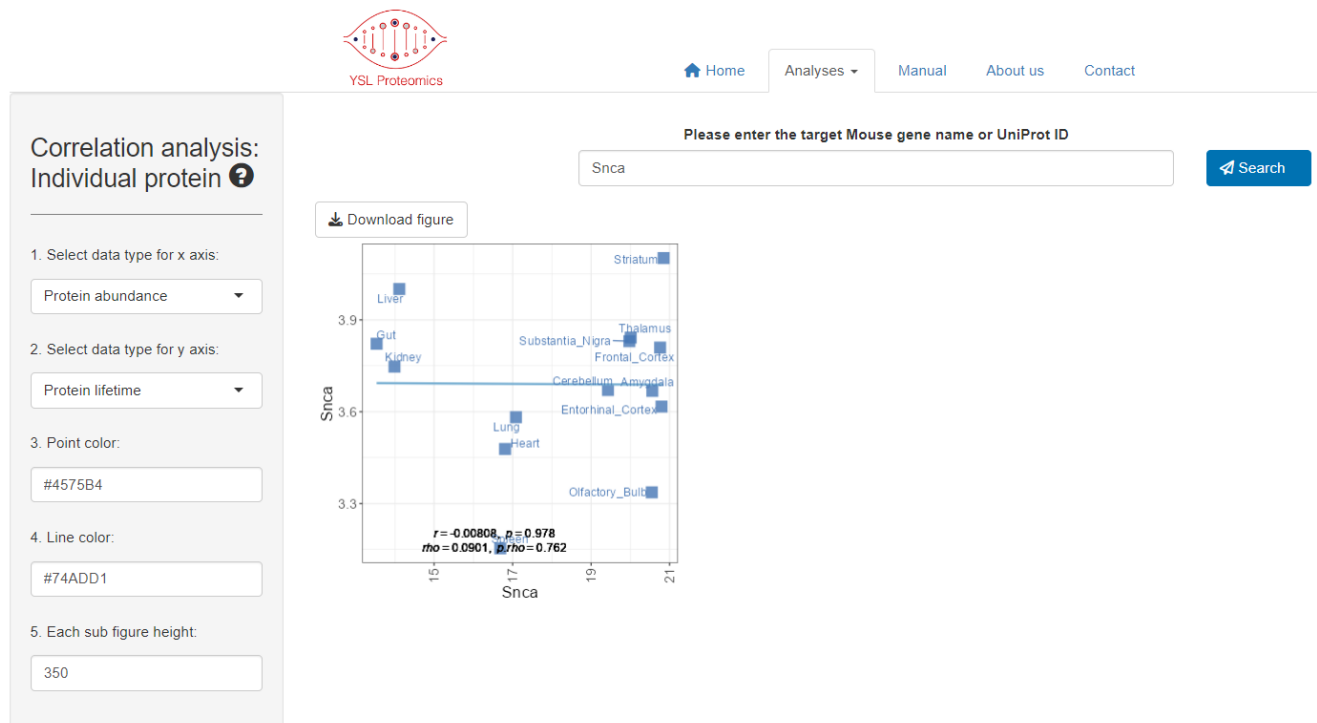 YSL Proteomics
Home
Analyses
Manual
About us
Contact
Correlation analysis:
Individual protein ?
1. Select data type for x axis:
Protein abundance
2. Select data type for y axis:
Protein lifetime
3. Point color:
#4575B4
4. Line color:
#74ADD1
5. Each sub figure height:
350
Please enter the target Mouse gene name or UniProt ID
Snca
Search
Download figure
Striatum
Liver
3.9
Thalamus
Gut
Substantia_Nigra
Kidney
Frontal_Cortex
Cerebellum
Amygdala
Snca
3.6
Entorhinal_Cortex
Lung
Heart
Olfactory_Bulb
3.3
r = -0.00808, p = 0.978
Spleen
rho = 0.0901, p.rho = 0.762
15
17
19
21
Snca